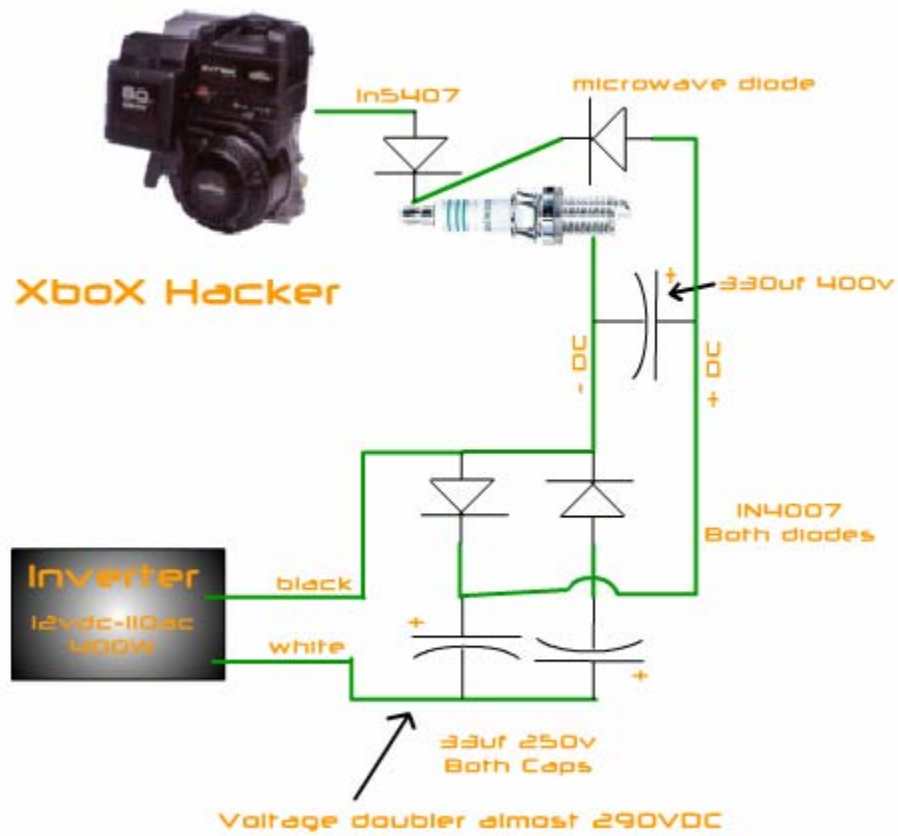 in5407
microwave diode
XboX Hacker
+
330uf 400v
- DC
DC +
1N4007
Both diodes
Inverter
12vdc-110ac
400W
black
white
+
+
33uf 250v
Both Caps
Voltage doubler almost 290VDC